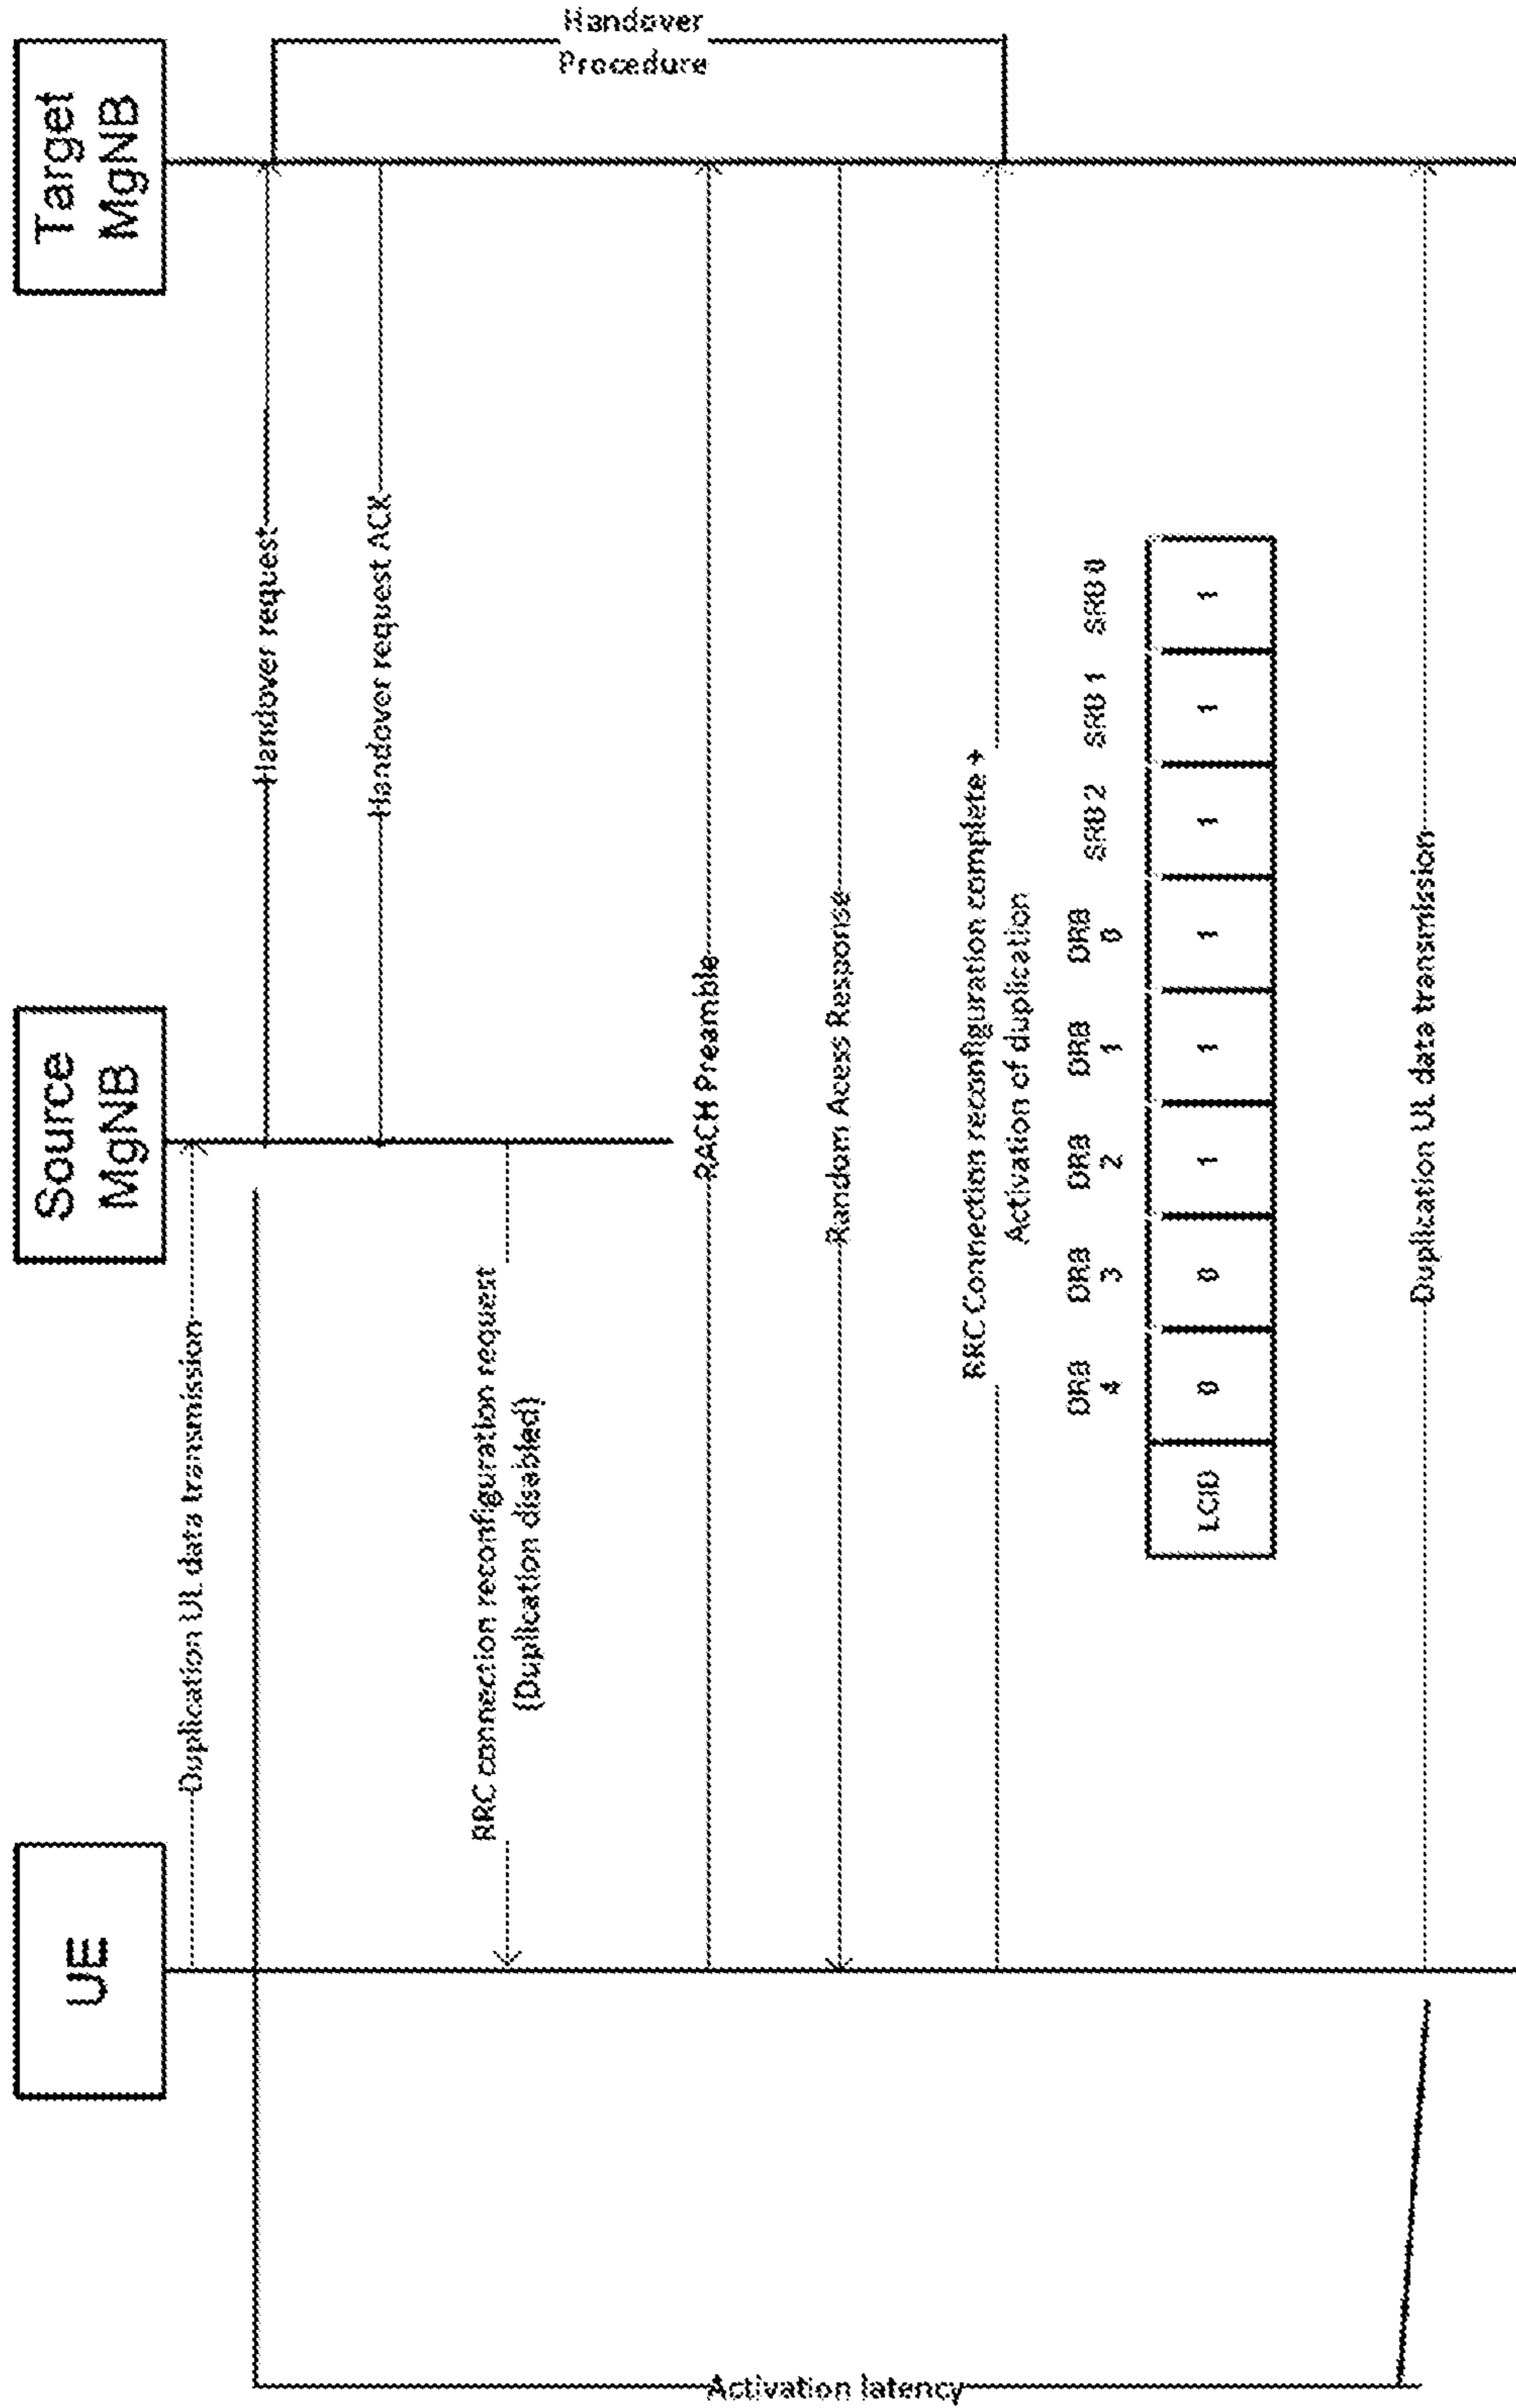 UE
Source
MgNB
Target
MgNB
Duplication UL data transmission
Handover request
Handover request ACK
RRC connection reconfiguration request
(Duplication disabled)
Handover
Procedure
RACH Preamble
Random Acess Response
Activation latency
RRC Connection reconfiguration complete +
Activation of duplication
DRB
4
DRB
3
DRB
2
DRB
1
DRB
0
SRB 2
SRB 1
SRB 0
LCID 0 0 1 1 1 1 1 1
Duplication UL data transmission